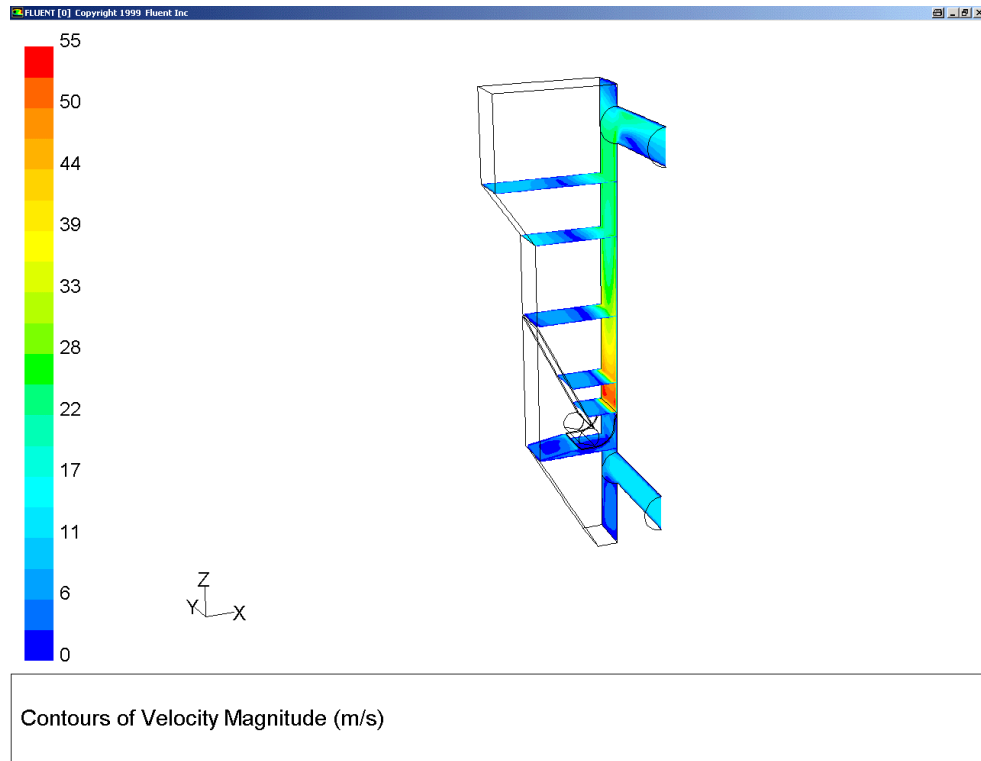 FLUENT [0] Copyright 1999 Fluent Inc
55
50
44
39
33
28
22
17
11
6
0
Z
Y
X
Contours of Velocity Magnitude (m/s)